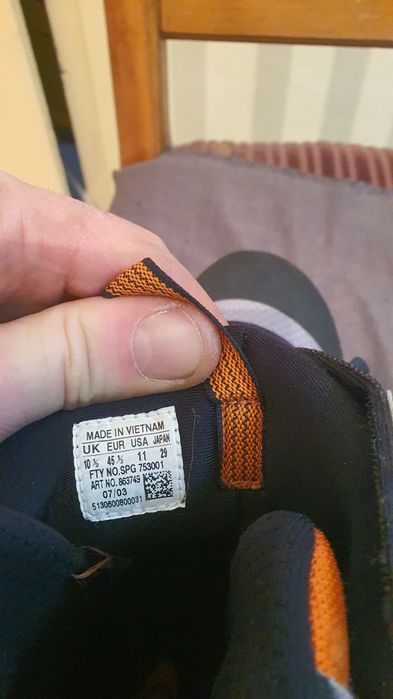 MADE IN VIETNAM
UK EUR USA JAPAN
10 ½ 45 ⅓ 11 29
FTY NO.SPG 753001
ART NO.863749
07/03
5130600800031